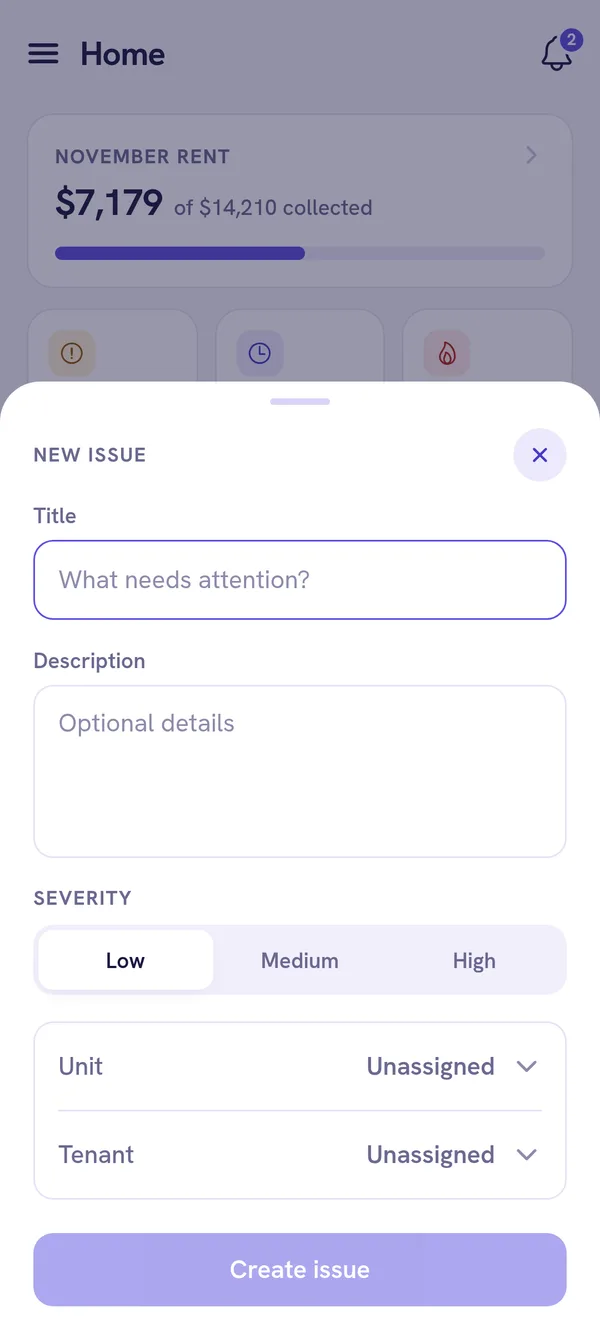 Home
2
NOVEMBER RENT
$7,179 of $14,210 collected
NEW ISSUE
Title
What needs attention?
Description
Optional details
SEVERITY
Low Medium High
Unit Unassigned
Tenant Unassigned
Create issue